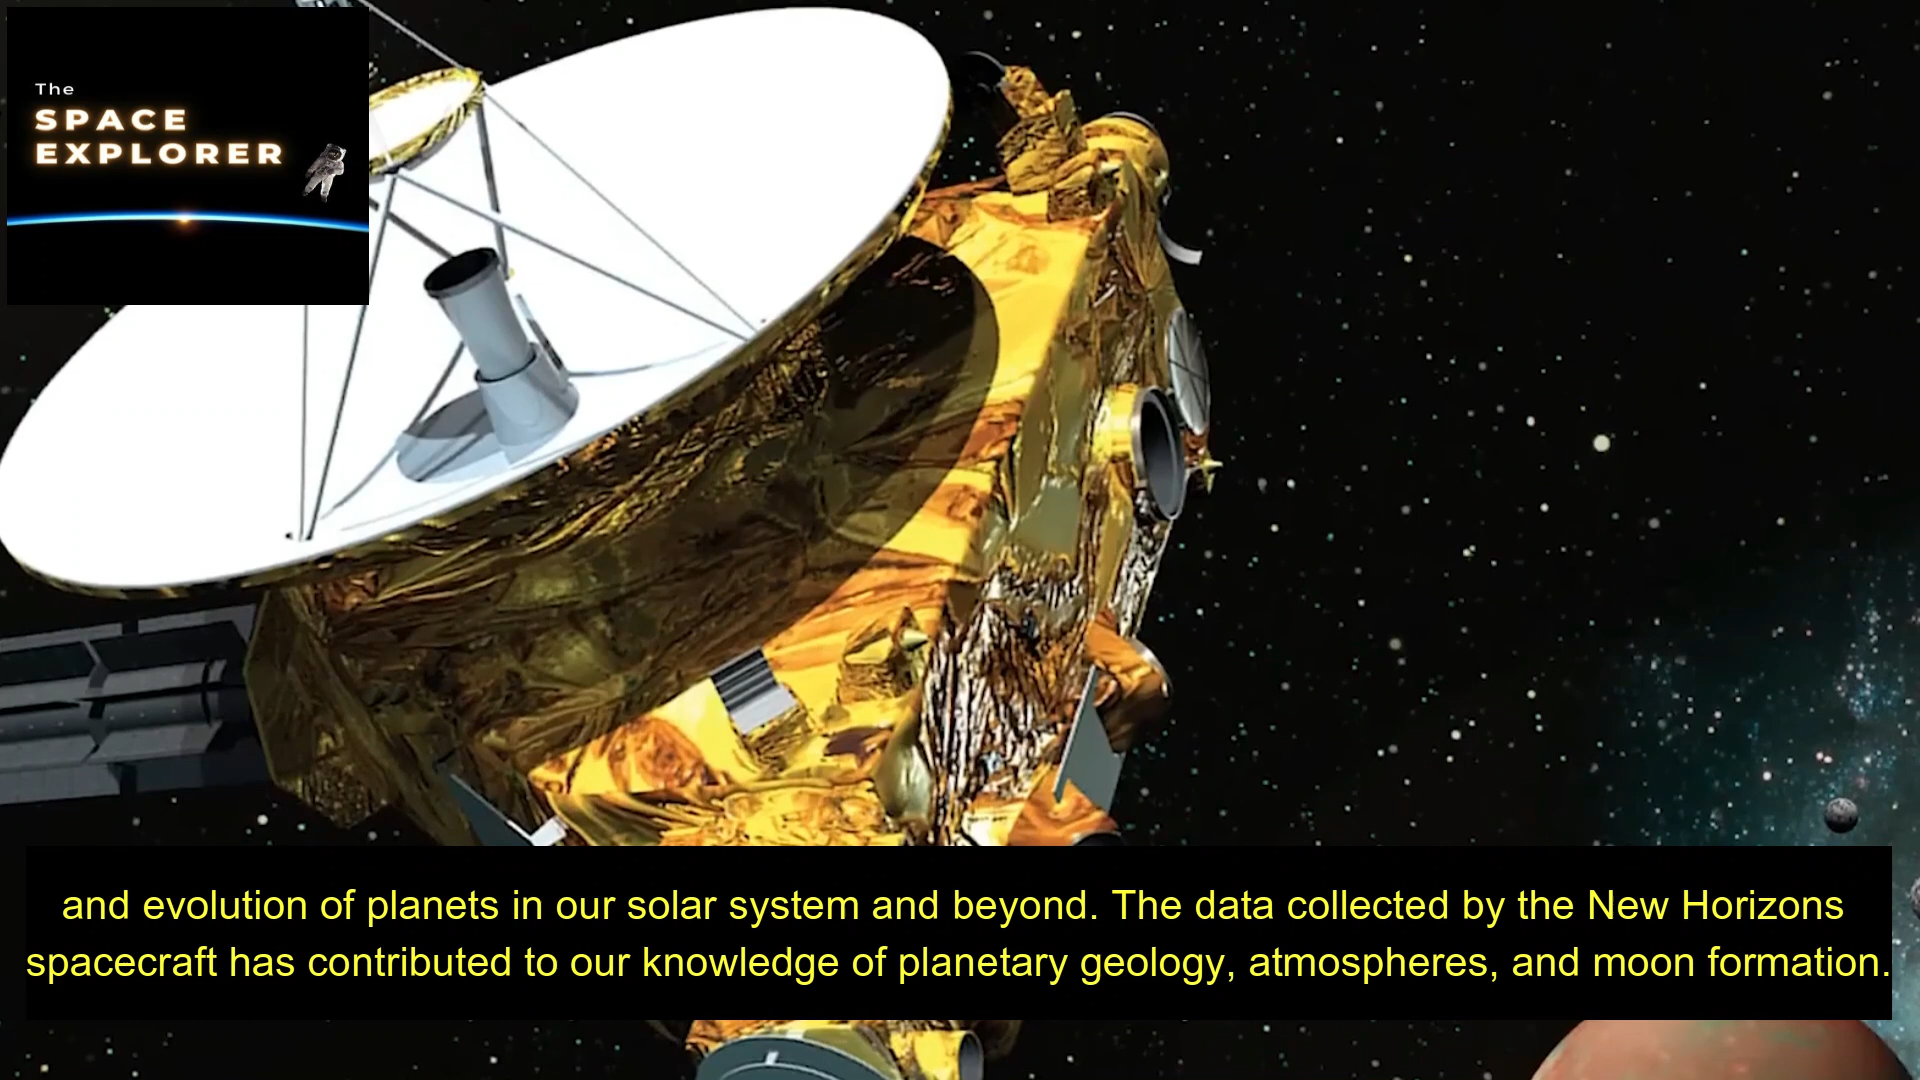 The
SPACE
EXPLORER
and evolution of planets in our solar system and beyond. The data collected by the New Horizons
spacecraft has contributed to our knowledge of planetary geology, atmospheres, and moon formation.